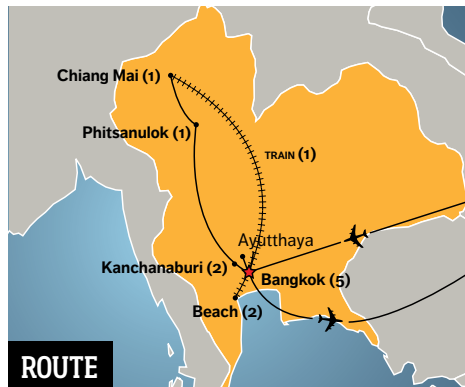 Chiang Mai (1)
Phitsanulok (1)
TRAIN (1)
Ayutthaya
Kanchanaburi (2)
Bangkok (5)
Beach (2)
ROUTE